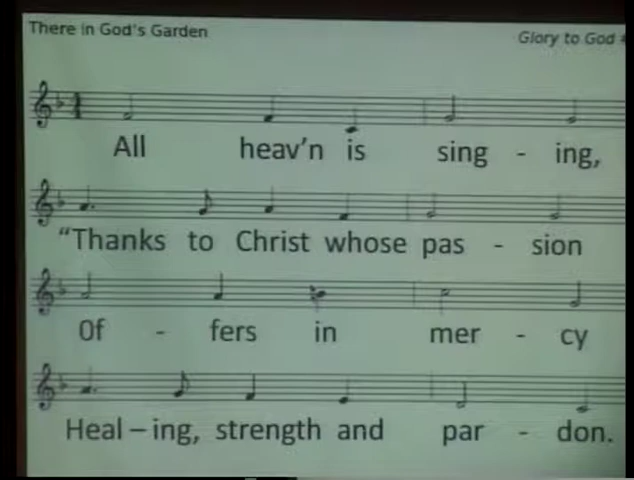 There in God's Garden
Glory to God
All heav'n is sing - ing,
"Thanks to Christ whose pas - sion
Of - fers in mer - cy
Heal – ing, strength and par - don.